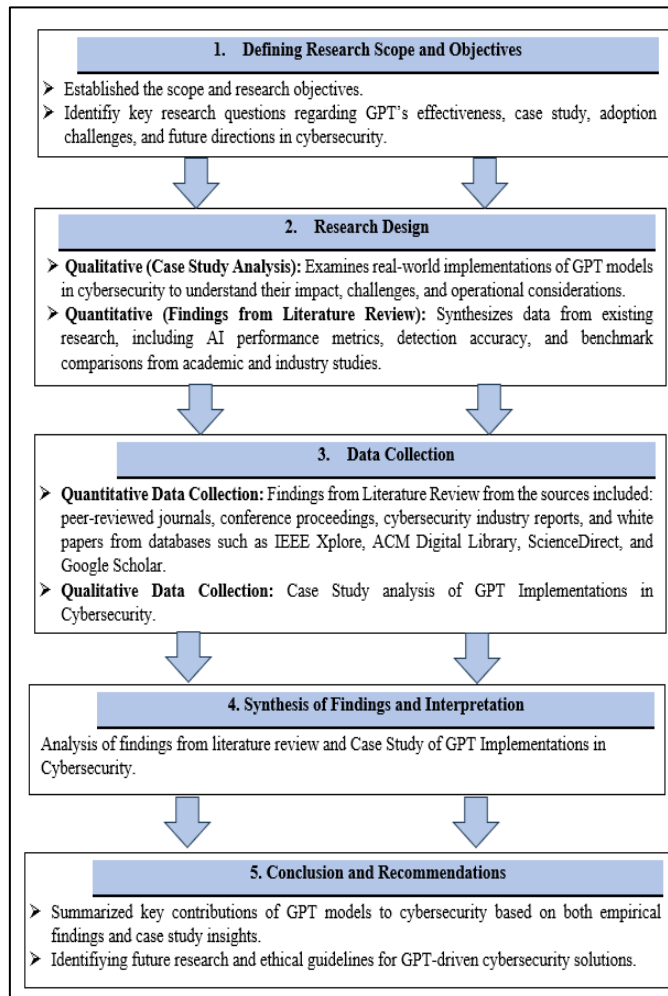 1. Defining Research Scope and Objectives
➤ Established the scope and research objectives.
➤ Identifiy key research questions regarding GPT's effectiveness, case study, adoption
challenges, and future directions in cybersecurity.
2. Research Design
➤ Qualitative (Case Study Analysis): Examines real-world implementations of GPT models
in cybersecurity to understand their impact, challenges, and operational considerations.
➤ Quantitative (Findings from Literature Review): Synthesizes data from existing
research, including AI performance metrics, detection accuracy, and benchmark
comparisons from academic and industry studies.
3. Data Collection
➤ Quantitative Data Collection: Findings from Literature Review from the sources included:
peer-reviewed journals, conference proceedings, cybersecurity industry reports, and white
papers from databases such as IEEE Xplore, ACM Digital Library, ScienceDirect, and
Google Scholar.
➤ Qualitative Data Collection: Case Study analysis of GPT Implementations in
Cybersecurity.
4. Synthesis of Findings and Interpretation
Analysis of findings from literature review and Case Study of GPT Implementations in
Cybersecurity.
5. Conclusion and Recommendations
➤ Summarized key contributions of GPT models to cybersecurity based on both empirical
findings and case study insights.
➤ Identifiying future research and ethical guidelines for GPT-driven cybersecurity solutions.